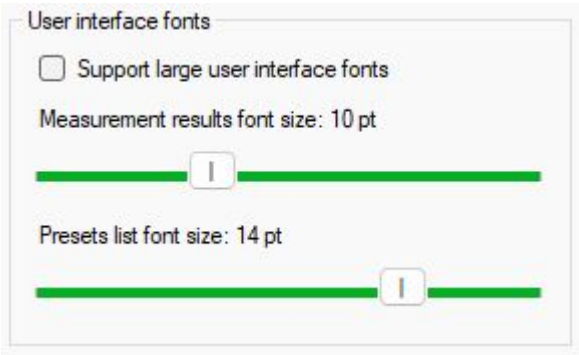 User interface fonts
Support large user interface fonts
Measurement results font size: 10 pt
Presets list font size: 14 pt